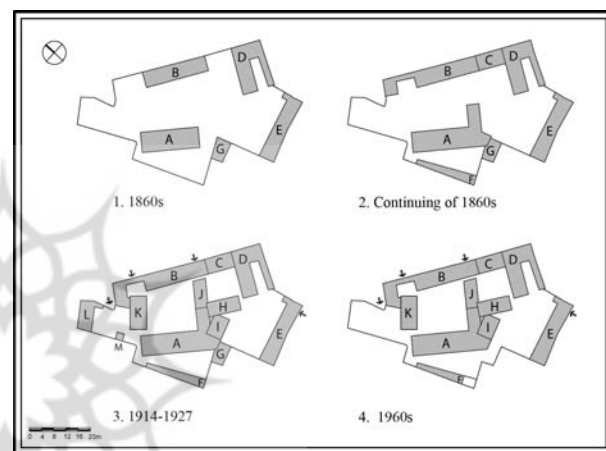 B
D
A
G
E
1. 1860s
B
C
D
A
G
E
F
2. Continuing of 1860s
B
C
D
J
H
K
L
I
M
A
G
E
F
3. 1914-1927
0 4 8 12 16 20m
B
C
D
J
H
K
I
A
E
F
4. 1960s